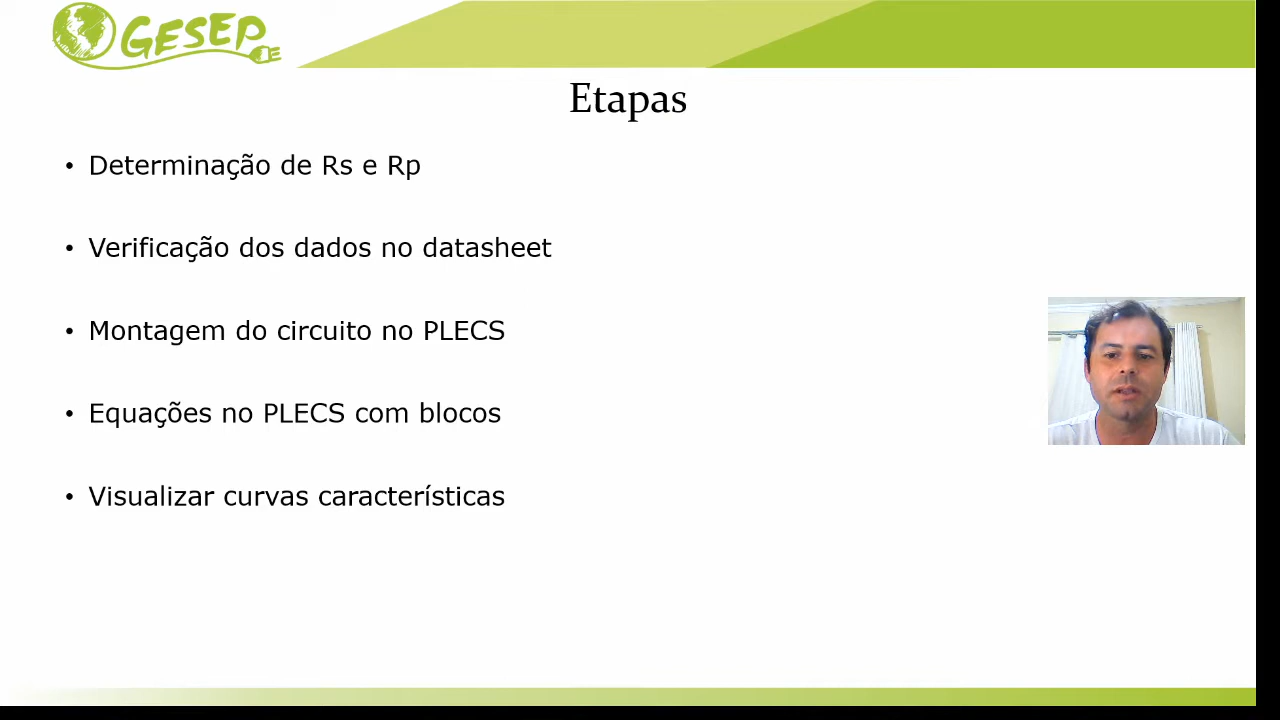 GESEP
Etapas
• Determinação de Rs e Rp
• Verificação dos dados no datasheet
• Montagem do circuito no PLECS
• Equações no PLECS com blocos
• Visualizar curvas características